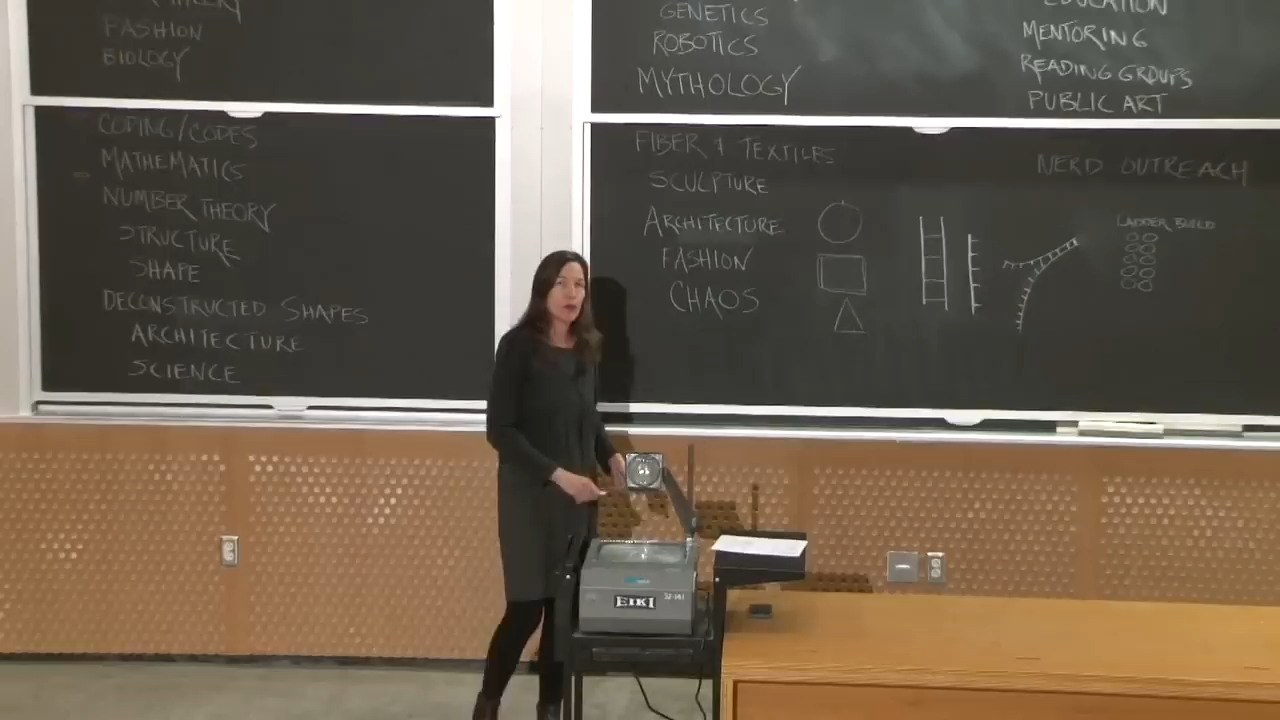 FASHION
BIOLOGY
CODING/CODES
MATHEMATICS
NUMBER THEORY
STRUCTURE
SHAPE
DECONSTRUCTED SHAPES
ARCHITECTURE
SCIENCE
GENETICS
ROBOTICS
MYTHOLOGY
EDUCATION
MENTORING
READING GROUPS
PUBLIC ART
FIBER & TEXTILES
SCULPTURE
ARCHITECTURE
FASHION
CHAOS
NERD OUTREACH
LADDER BUILD
EIKI